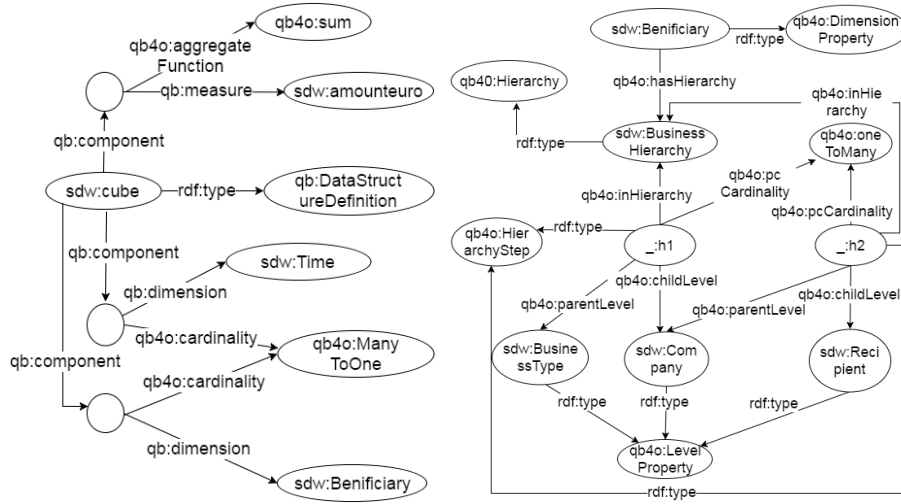 qb4o:sum
qb4o:aggregate
Function
qb:measure
sdw:amounteuro
qb:component
sdw:cube
rdf:type
qb:DataStruct
ureDefinition
qb:component
sdw:Time
qb:dimension
qb4o:cardinality
qb:component
qb4o:Many
ToOne
qb4o:cardinality
qb:dimension
sdw:Benificiary
sdw:Benificiary
rdf:type
qb4o:Dimension
Property
qb4o:hasHierarchy
qb40:Hierarchy
rdf:type
sdw:Business
Hierarchy
qb4o:inHie
rarchy
qb4o:one
ToMany
qb4o:pc
Cardinality
qb4o:inHierarchy
qb4o:pcCardinality
qb4o:Hier
archyStep
rdf:type
_:h1
_:h2
qb4o:childLevel
qb4o:childLevel
qb4o:parentLevel
qb4o:parentLevel
sdw:Busine
ssType
sdw:Com
pany
sdw:Reci
pient
rdf:type
rdf:type
rdf:type
qb4o:Level
Property
rdf:type